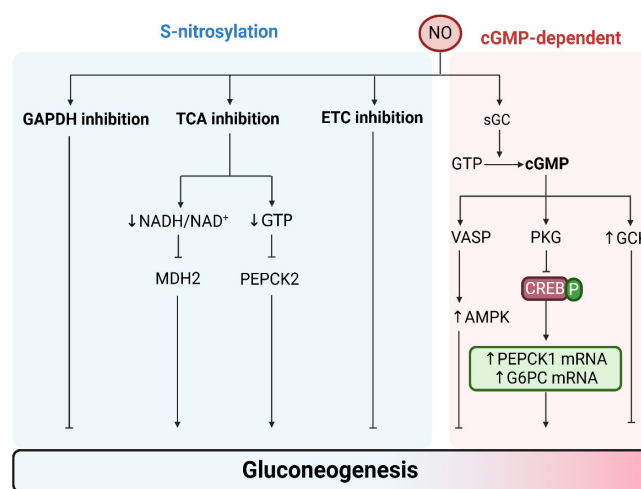 NO
S-nitrosylation
cGMP-dependent
GAPDH inhibition
TCA inhibition
ETC inhibition
sGC
GTP
cGMP
↓NADH/NAD⁺
↓GTP
VASP
PKG
MDH2
PEPCK2
CREB P
↑AMPK
↑PEPCK1 mRNA
↑G6PC mRNA
Gluconeogenesis